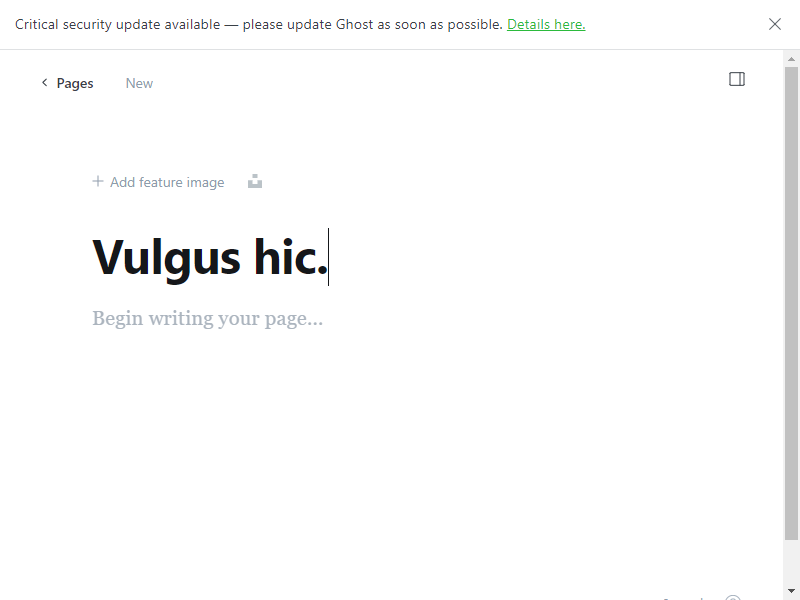 Critical security update available — please update Ghost as soon as possible. Details here.
Pages
New
Add feature image
Vulgus hic.
Begin writing your page...